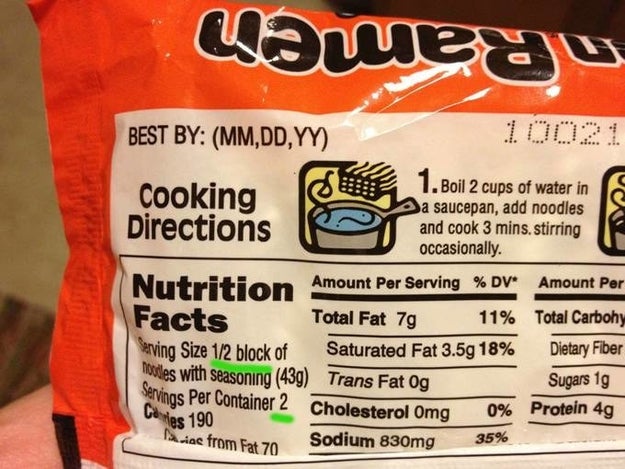 Ramen
BEST BY: (MM,DD,YY)
10021
Cooking
Directions
1. Boil 2 cups of water in
a saucepan, add noodles
and cook 3 mins. stirring
occasionally.
Nutrition
Facts
Serving Size 1/2 block of
noodles with seasoning (43g)
Servings Per Container 2
190
from Fat 70
Amount Per Serving % DV*
Total Fat 7g 11%
Saturated Fat 3.5g 18%
Trans Fat 0g
Cholesterol 0mg 0%
Sodium 830mg 35%
Amount Per
Total Carbohy
Dietary Fiber
Sugars 1g
Protein 4g